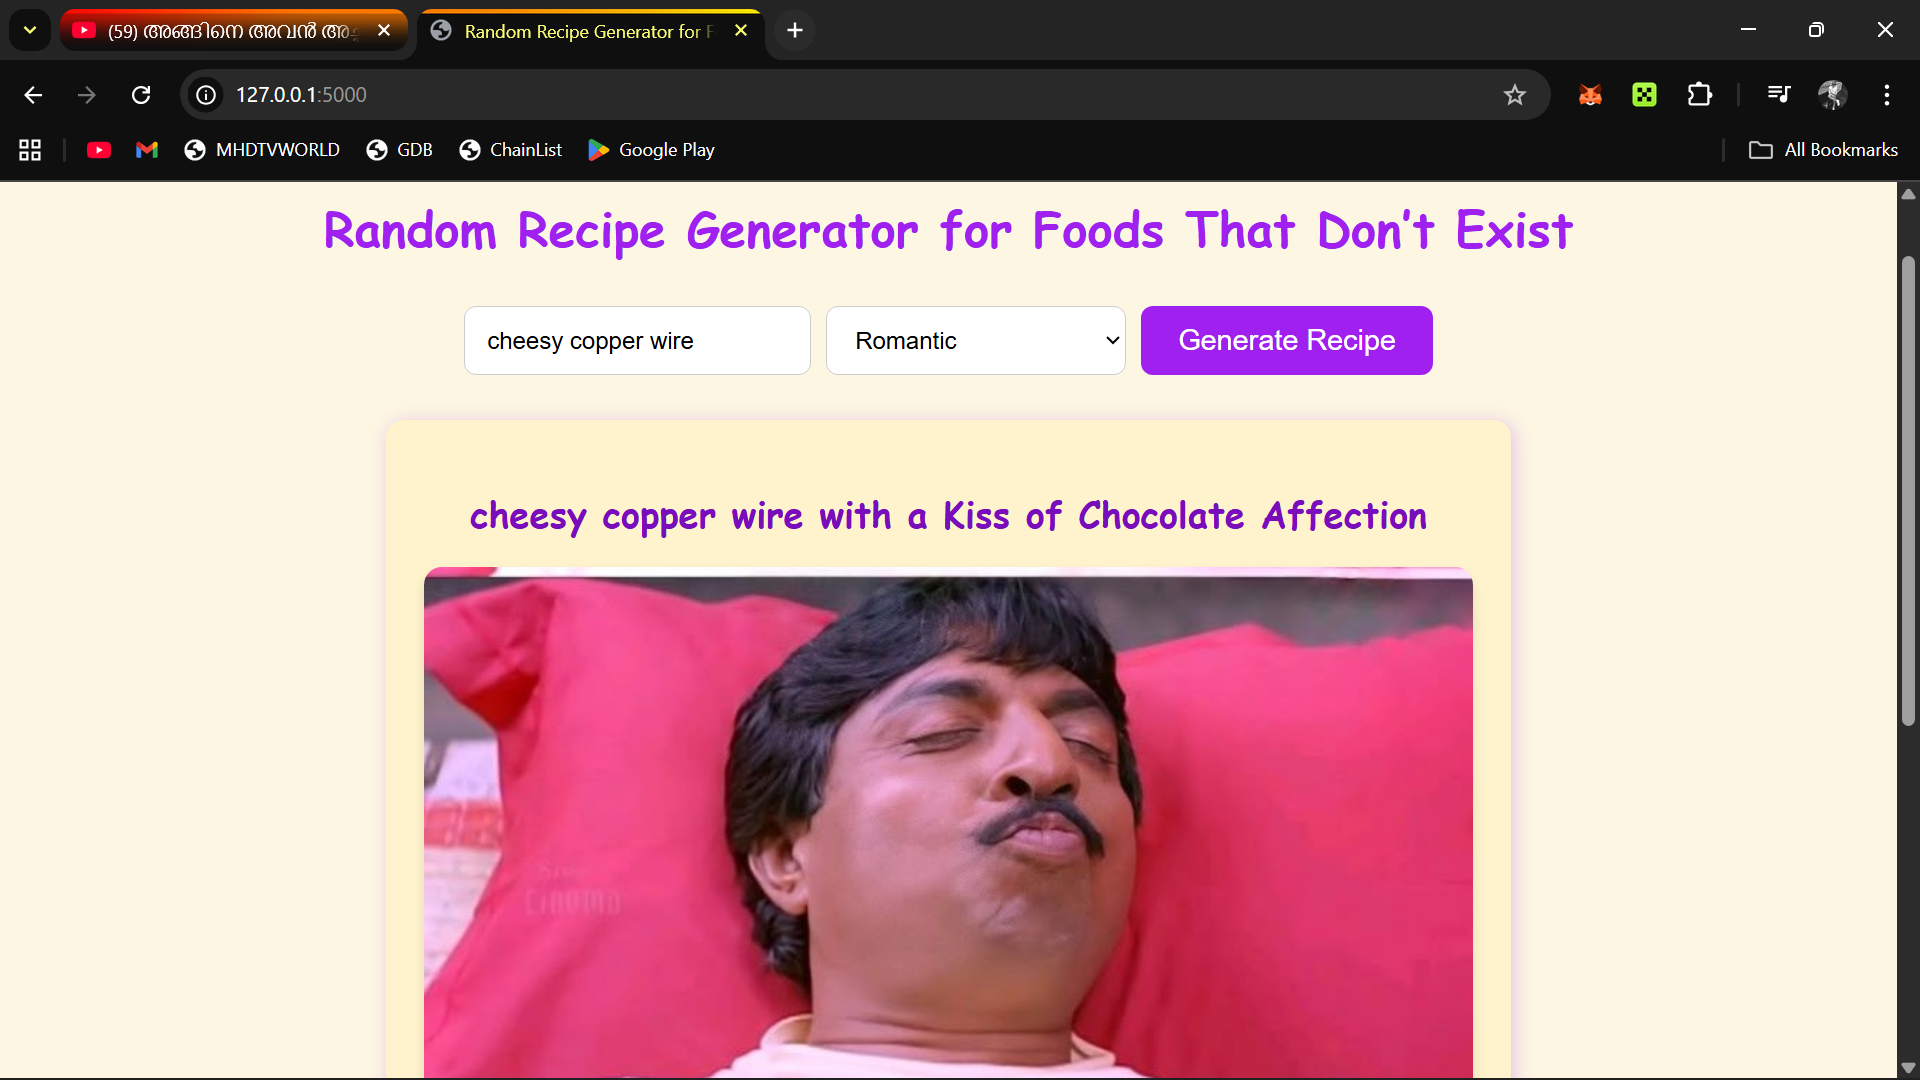 (59) അങ്ങിനെ അവൻ
Random Recipe Generator for F
127.0.0.1:5000
MHDTVWORLD
GDB
ChainList
Google Play
All Bookmarks
Random Recipe Generator for Foods That Don't Exist
cheesy copper wire
Romantic
Generate Recipe
cheesy copper wire with a Kiss of Chocolate Affection
CINEMA